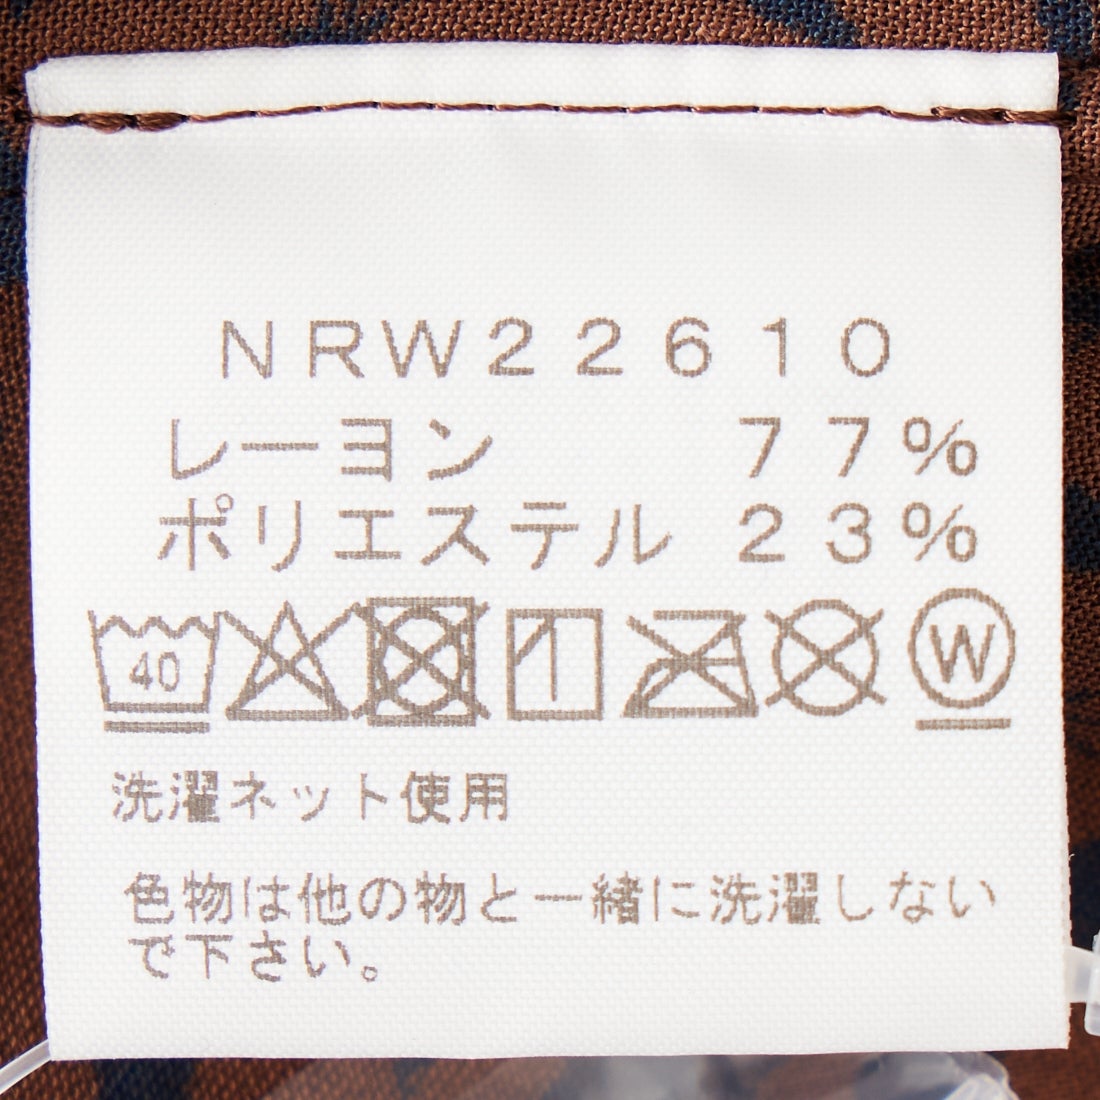 NRW22610
レーヨン 77%
ポリエステル 23%
40 W
洗濯ネット使用
色物は他の物と一緒に洗濯しない
で下さい。